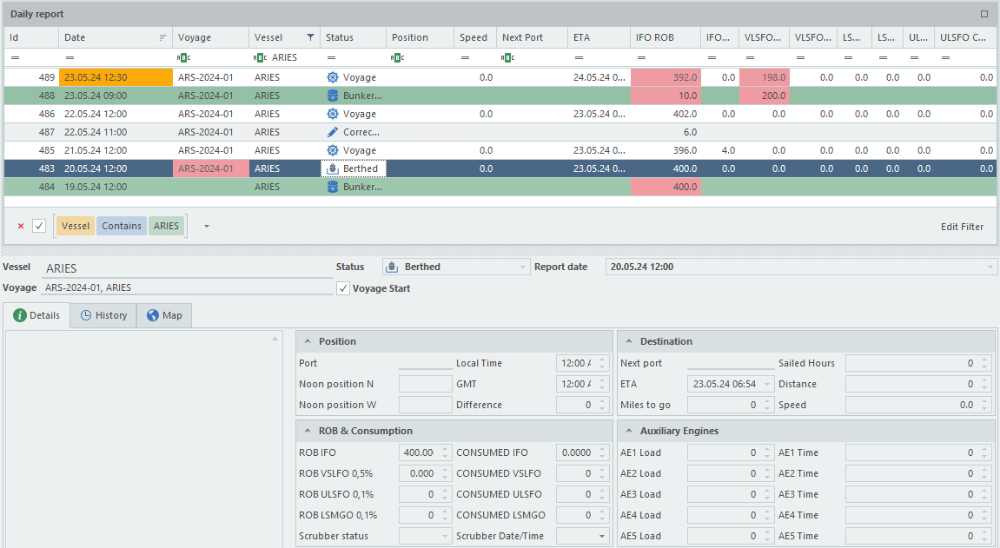 Daily report
Id Date Voyage Vessel Status Position Speed Next Port ETA IFO ROB IFO... VLSFO... VLSFO... LS... LS... UL... ULSFO C...
= = ABC ABC ARIES = ABC = ABC = = = = = = = = =
489 23.05.24 12:30 ARS-2024-01 ARIES Voyage 0.0 24.05.24 0... 392.0 0.0 198.0 0.0 0.0 0.0 0.0 0.0
488 23.05.24 09:00 ARS-2024-01 ARIES Bunker... 10.0 200.0
486 22.05.24 12:00 ARS-2024-01 ARIES Voyage 0.0 23.05.24 0... 402.0 0.0 0.0 0.0 0.0 0.0 0.0 0.0
487 22.05.24 11:00 ARS-2024-01 ARIES Correc... 6.0
485 21.05.24 12:00 ARS-2024-01 ARIES Voyage 0.0 23.05.24 0... 396.0 4.0 0.0 0.0 0.0 0.0 0.0 0.0
483 20.05.24 12:00 ARS-2024-01 ARIES Berthed 0.0 23.05.24 0... 400.0 0.0 0.0 0.0 0.0 0.0 0.0 0.0
484 19.05.24 12:00 ARIES Bunker... 400.0
Vessel Contains ARIES Edit Filter
Vessel ARIES Status Berthed Report date 20.05.24 12:00
Voyage ARS-2024-01, ARIES Voyage Start
Details History Map
Position Destination
Port Local Time 12:00 Next port Sailed Hours 0
Noon position N GMT 12:00 ETA 23.05.24 06:54 Distance 0
Noon position W Difference 0 Miles to go 0 Speed 0.0
ROB & Consumption Auxiliary Engines
ROB IFO 400.00 CONSUMED IFO 0.0000 AE1 Load 0 AE1 Time 0
ROB VLSFO 0,5% 0.000 CONSUMED VLSFO 0 AE2 Load 0 AE2 Time 0
ROB ULSFO 0,1% 0 CONSUMED ULSFO 0 AE3 Load 0 AE3 Time 0
ROB LSMGO 0,1% 0 CONSUMED LSMGO 0 AE4 Load 0 AE4 Time 0
Scrubber status Scrubber Date/Time AE5 Load 0 AE5 Time 0